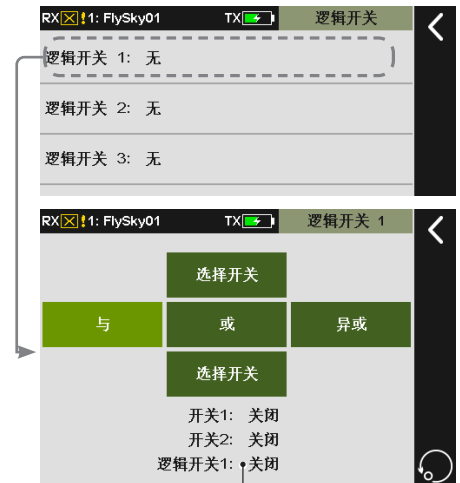 RX 1: FlySky01 TX 逻辑开关
逻辑开关 1: 无
逻辑开关 2: 无
逻辑开关 3: 无
RX 1: FlySky01 TX 逻辑开关 1
选择开关
与 或 异或
选择开关
开关1: 关闭
开关2: 关闭
逻辑开关1: 关闭